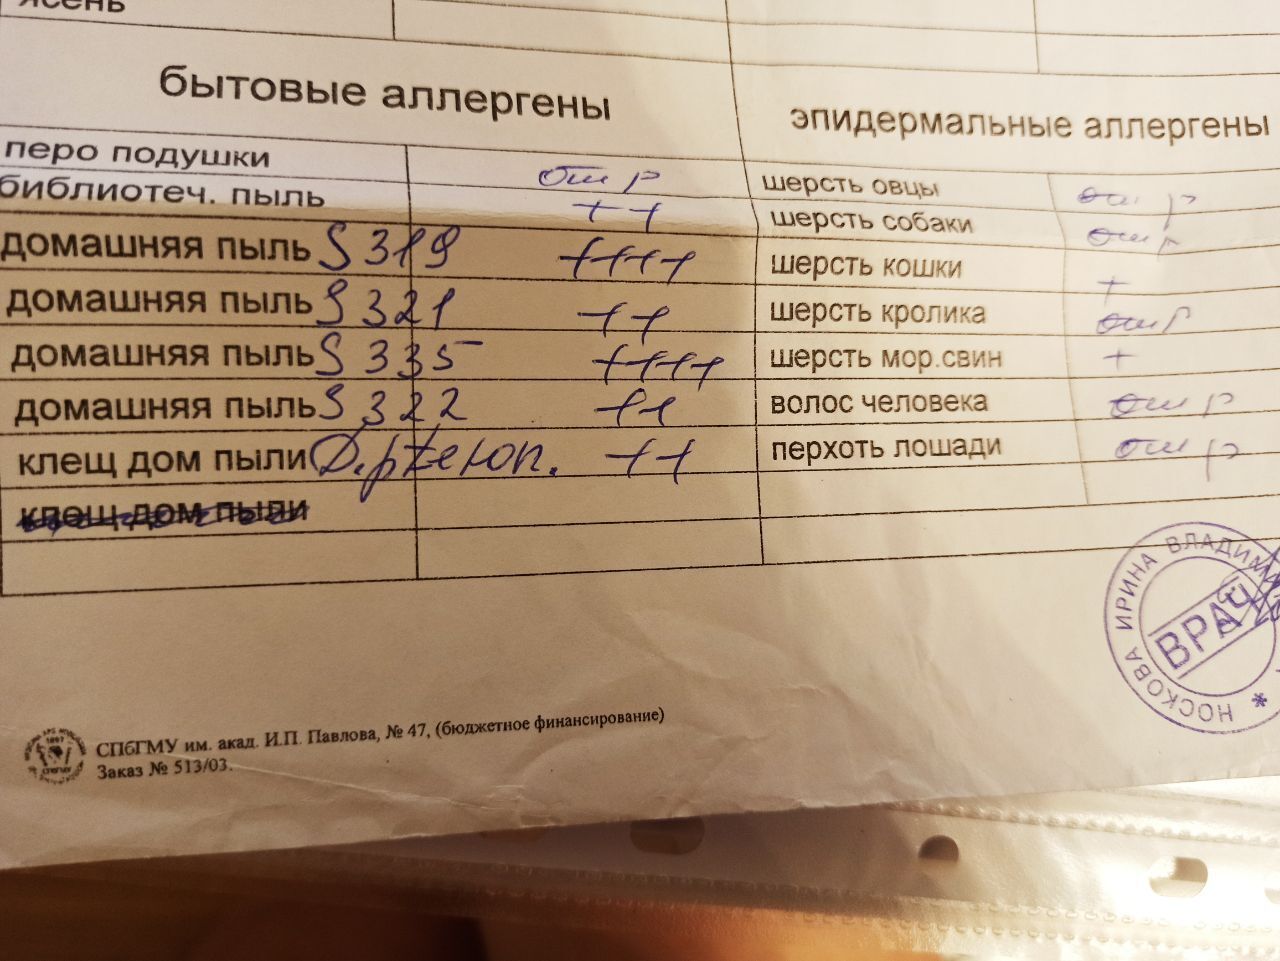 ясень
бытовые аллергены
перо подушки отр
библиотеч. пыль ++
домашняя пыль S 319 ++++
домашняя пыль S 321 ++
домашняя пыль S 335 ++++
домашняя пыль S 322 ++
клещ дом пыли D. pteron. ++
клещ дом пыли
эпидермальные аллергены
шерсть овцы отр
шерсть собаки отр
шерсть кошки +
шерсть кролика отр
шерсть мор.свин +
волос человека отр
перхоть лошади отр
НОСКОВА ИРИНА ВЛАДИМ
ВРАЧ
СПбГМУ им. акад. И.П. Павлова, № 47, (бюджетное финансирование)
Заказ № 513/03.